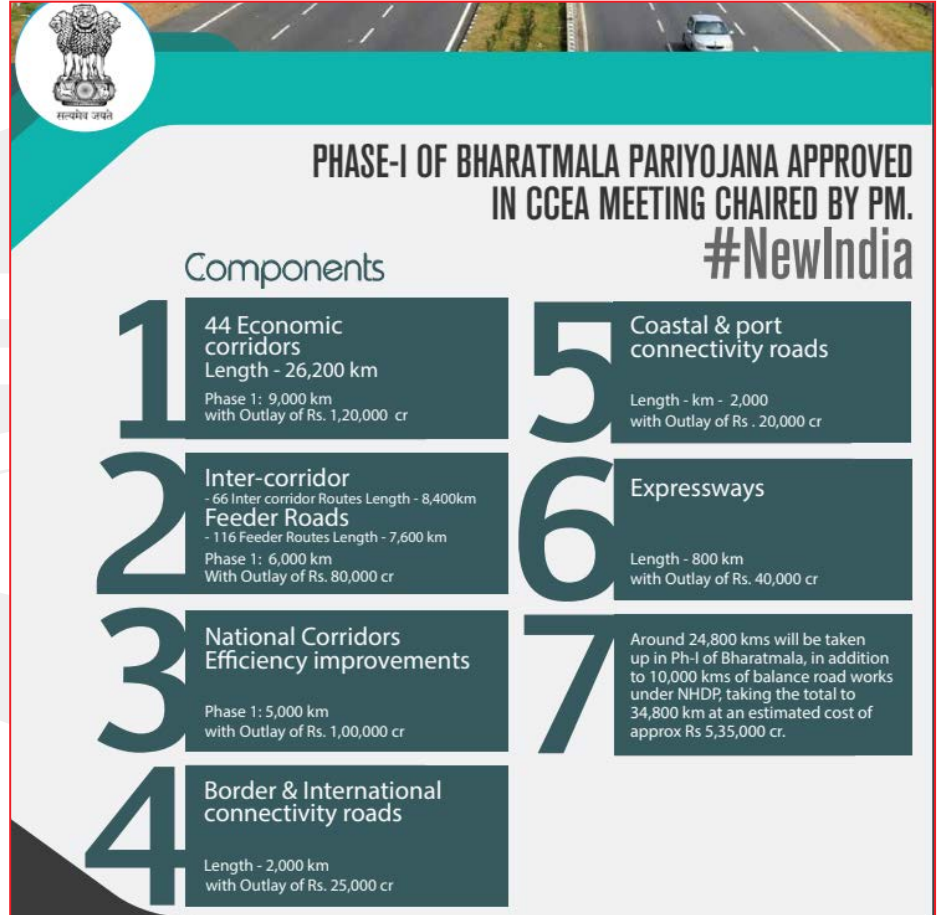 सत्यमेव जयते
PHASE-I OF BHARATMALA PARIYOJANA APPROVED
IN CCEA MEETING CHAIRED BY PM.
#NewIndia
Components
1
44 Economic
corridors
Length - 26,200 km
Phase 1: 9,000 km
with Outlay of Rs. 1,20,000 cr
2
Inter-corridor
- 66 Inter corridor Routes Length - 8,400km
Feeder Roads
- 116 Feeder Routes Length - 7,600 km
Phase 1: 6,000 km
With Outlay of Rs. 80,000 cr
3
National Corridors
Efficiency improvements
Phase 1: 5,000 km
with Outlay of Rs. 1,00,000 cr
4
Border & International
connectivity roads
Length - 2,000 km
with Outlay of Rs. 25,000 cr
5
Coastal & port
connectivity roads
Length - km - 2,000
with Outlay of Rs . 20,000 cr
6
Expressways
Length - 800 km
with Outlay of Rs. 40,000 cr
7
Around 24,800 kms will be taken
up in Ph-I of Bharatmala, in addition
to 10,000 kms of balance road works
under NHDP, taking the total to
34,800 km at an estimated cost of
approx Rs 5,35,000 cr.